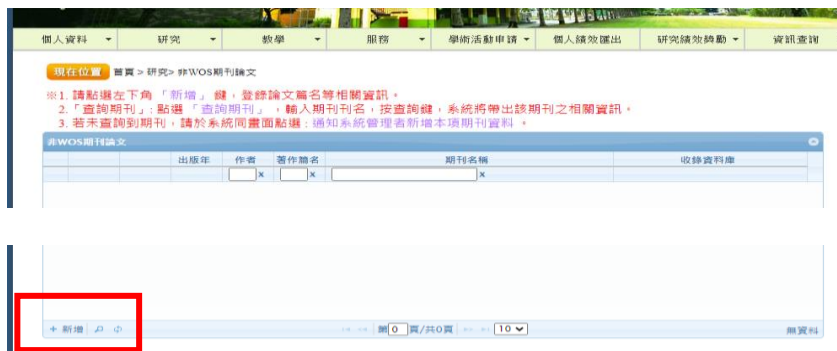 個人資料 研究 教學 服務 學術活動申請 個人績效匯出 研究績效獎勵 資訊查詢
現在位置 首頁 > 研究> 非WOS期刊論文
※1. 請點選左下角「新增」鍵，登錄論文篇名等相關資訊。
2.「查詢期刊」: 點選「查詢期刊」，輸入期刊刊名，按查詢鍵，系統將帶出該期刊之相關資訊。
3. 若未查詢到期刊，請於系統同畫面點選 : 通知系統管理者新增本項期刊資料 。
非WOS期刊論文
出版年 作者 著作簡名 期刊名稱 收錄資料庫
x x x
+ 新增 第 0 頁/共0頁 10 無資料